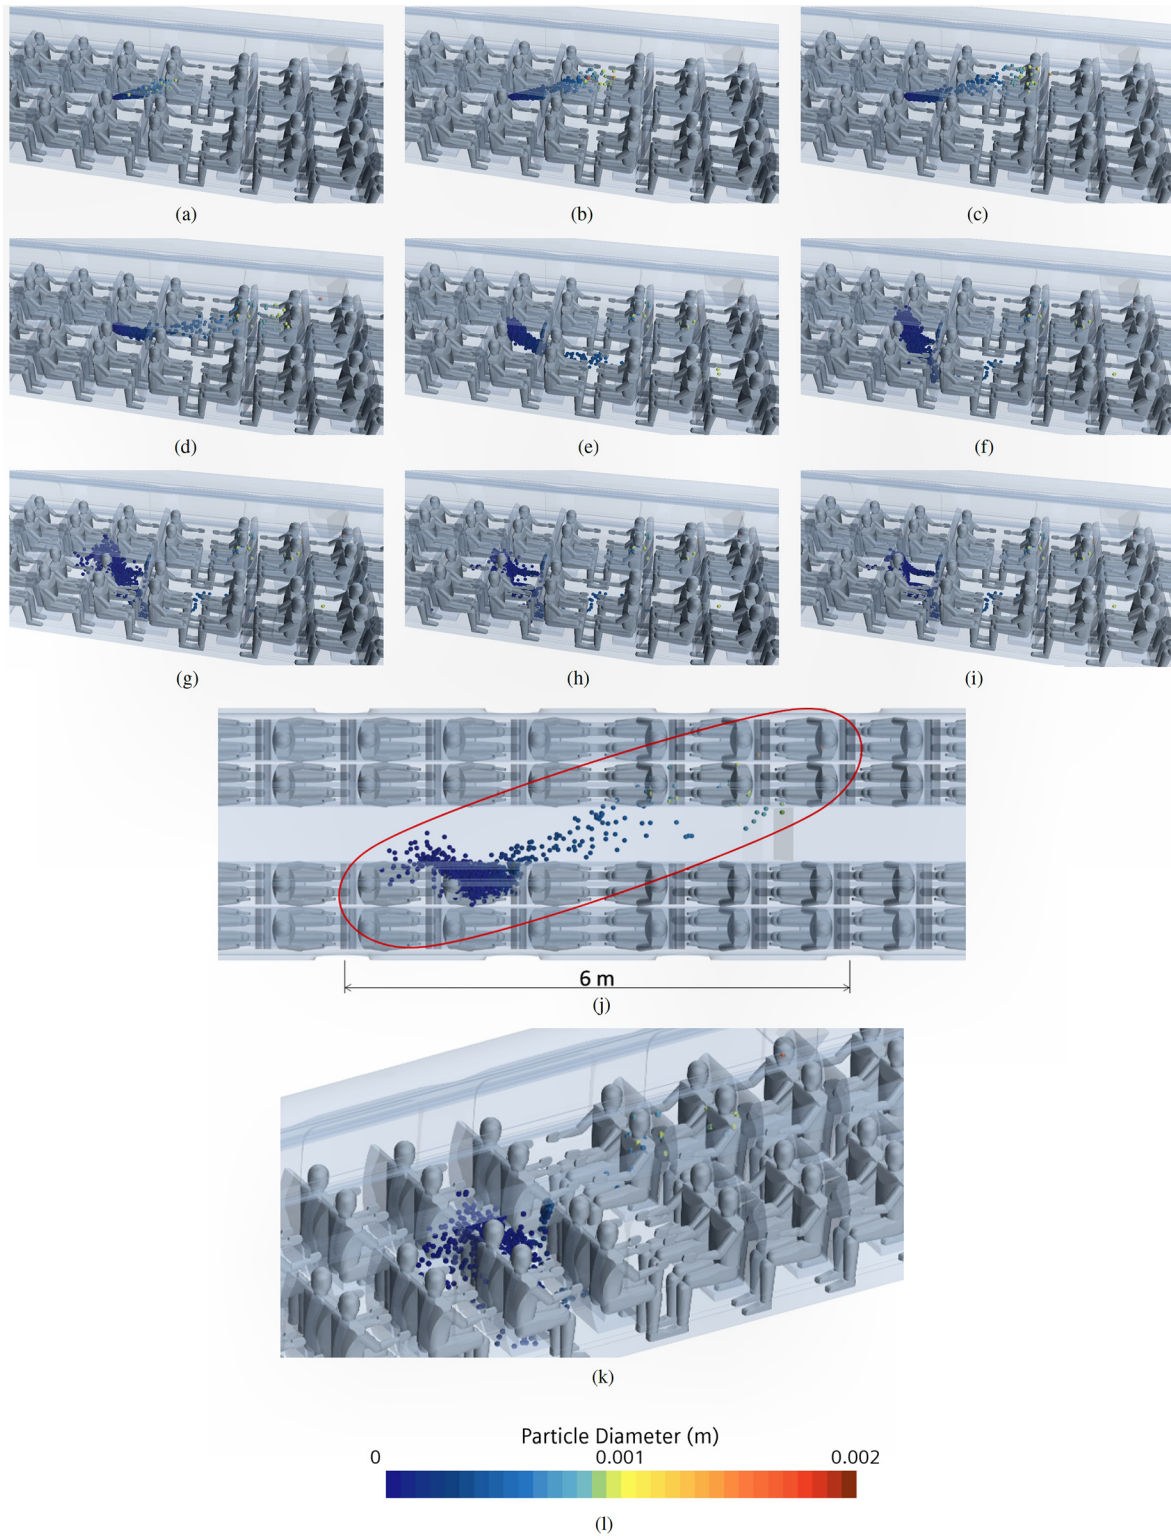 (a) (b) (c)
(d) (e) (f)
(g) (h) (i)
6 m
(j)
(k)
Particle Diameter (m)
0 0.001 0.002
(l)